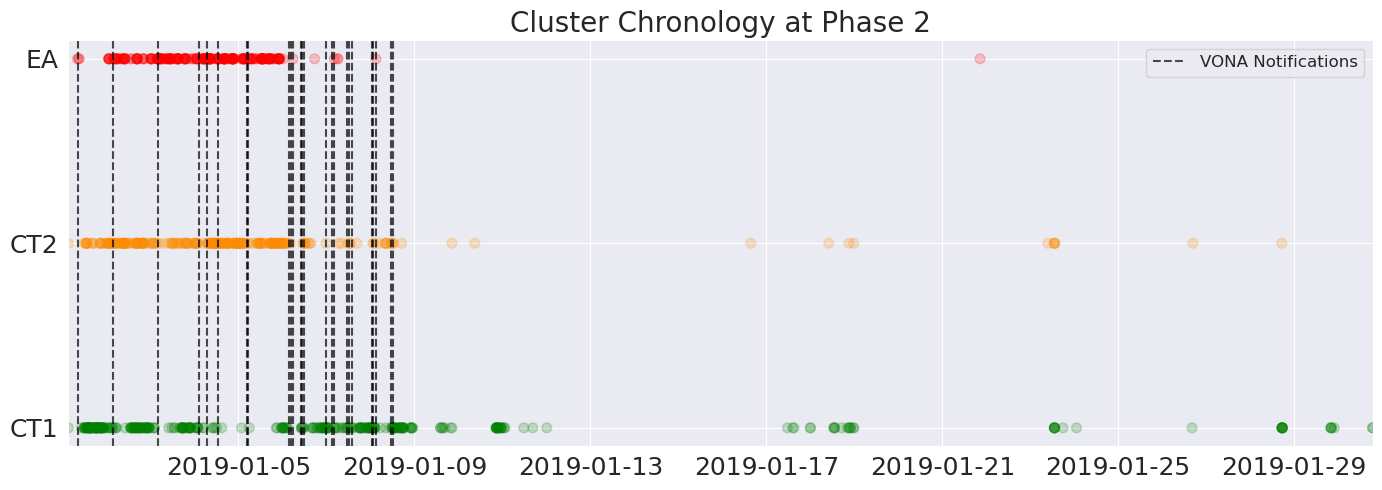 Cluster Chronology at Phase 2
EA
VONA Notifications
CT2
CT1
2019-01-05 2019-01-09 2019-01-13 2019-01-17 2019-01-21 2019-01-25 2019-01-29